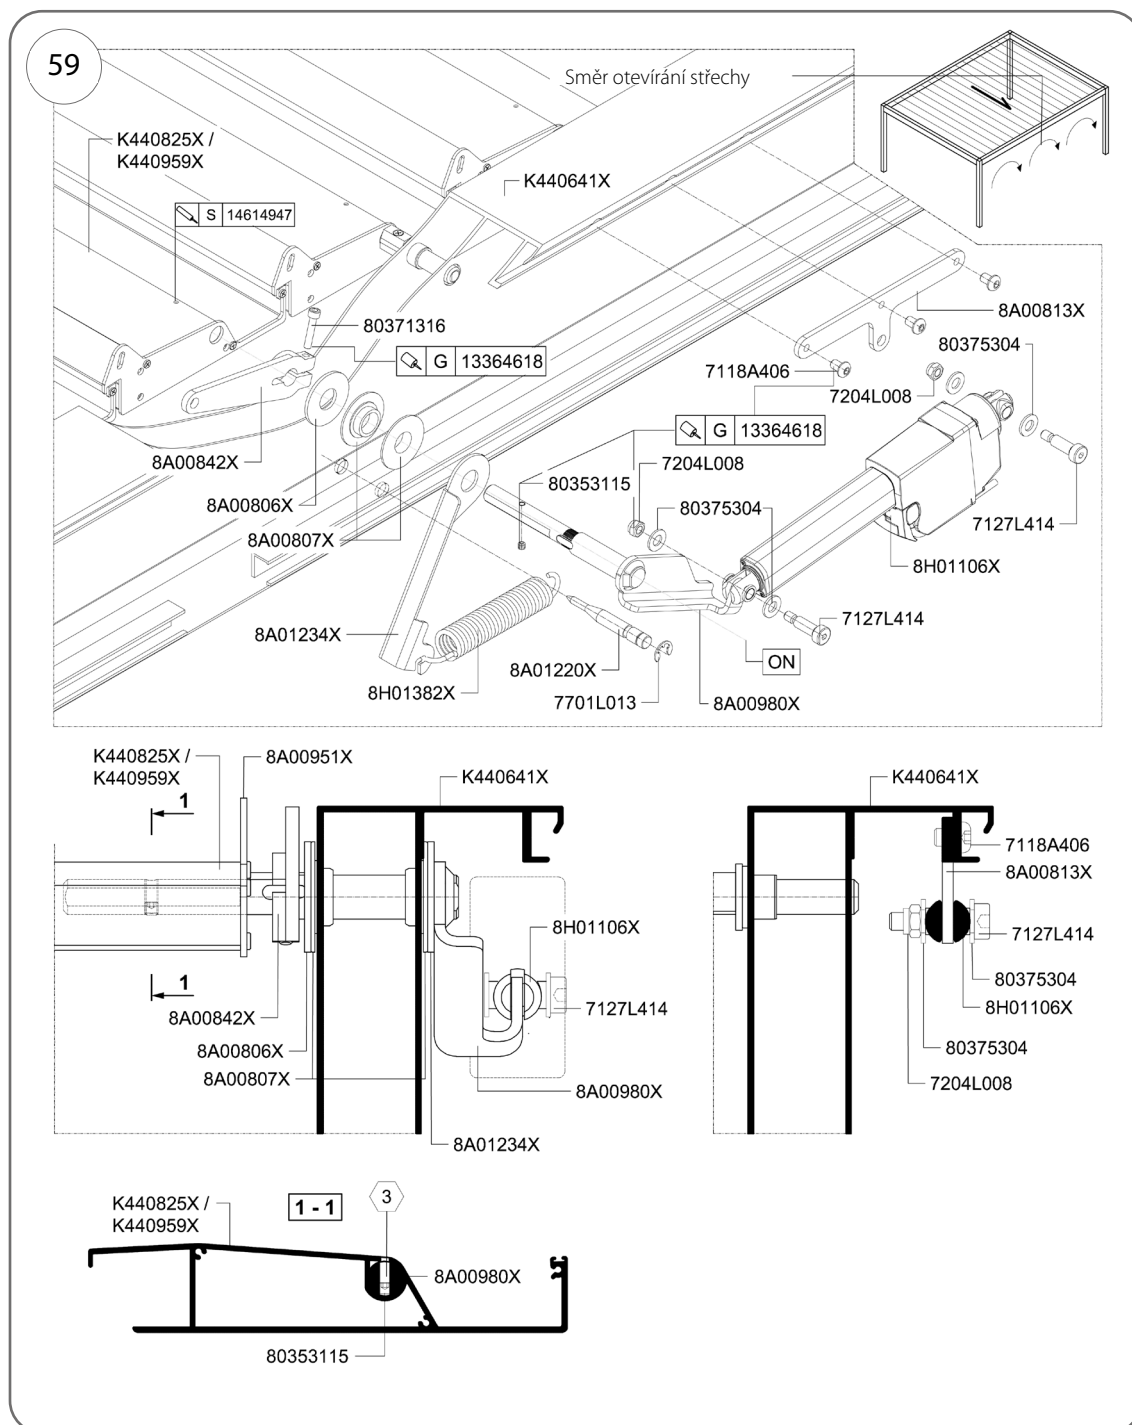 59
Směr otevírání střechy
K440825X /
K440959X
K440641X
S 14614947
80371316
G 13364618
8A00813X
80375304
7118A406
7204L008
G 13364618
7204L008
8A00842X
80353115
8A00806X
80375304
7127L414
8A00807X
8H01106X
7127L414
8A01234X
8A01220X
ON
8H01382X
7701L013
8A00980X
K440825X /
K440959X
8A00951X
K440641X
1
8H01106X
1
7127L414
8A00842X
8A00806X
8A00807X
8A00980X
8A01234X
K440641X
7118A406
8A00813X
7127L414
80375304
8H01106X
80375304
7204L008
K440825X /
K440959X
1 - 1
3
8A00980X
80353115